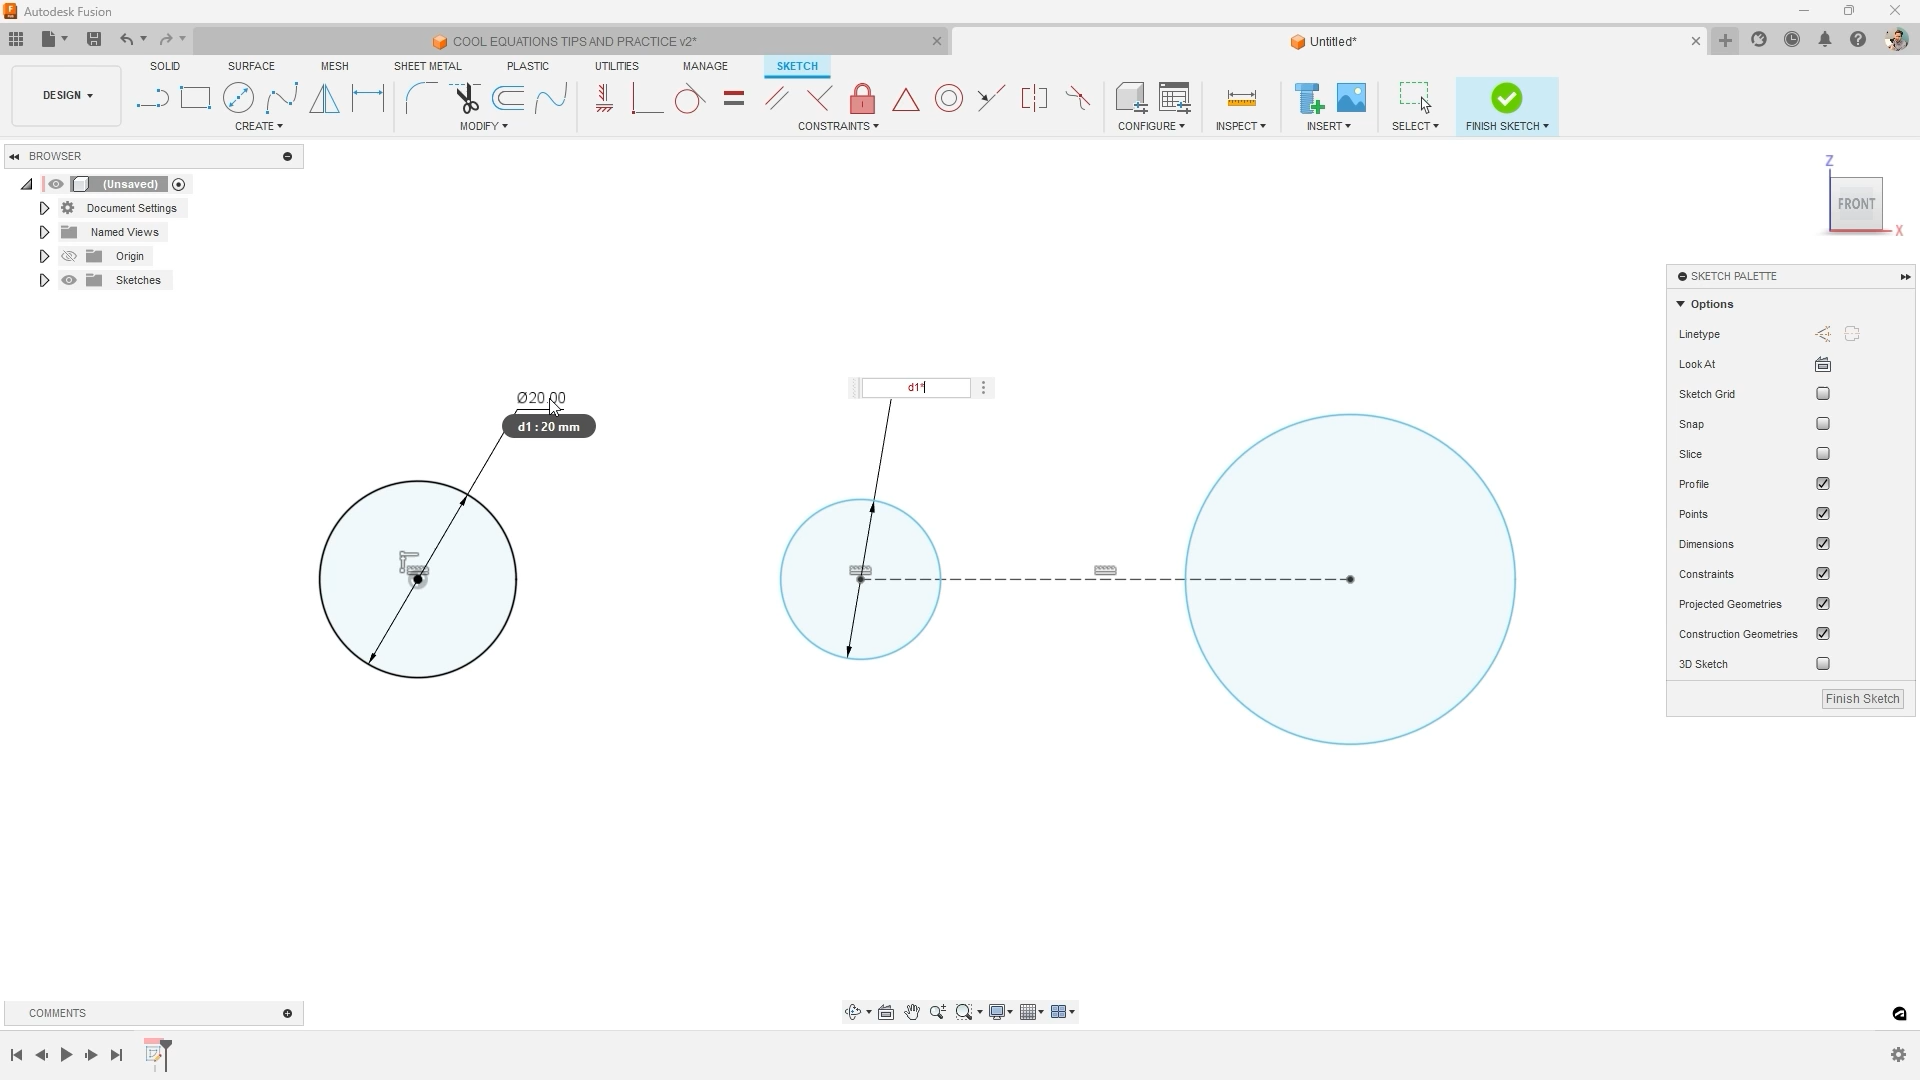 Autodesk Fusion
COOL EQUATIONS TIPS AND PRACTICE v2*
Untitled*
DESIGN
SOLID
SURFACE
MESH
SHEET METAL
PLASTIC
UTILITIES
MANAGE
SKETCH
CREATE
MODIFY
CONSTRAINTS
CONFIGURE
INSPECT
INSERT
SELECT
FINISH SKETCH
BROWSER
(Unsaved)
Document Settings
Named Views
Origin
Sketches
Z
FRONT
X
SKETCH PALETTE
Options
Linetype
Look At
Sketch Grid
Snap
Slice
Profile
Points
Dimensions
Constraints
Projected Geometries
Construction Geometries
3D Sketch
Finish Sketch
Ø20.00
d1 : 20 mm
d1*
COMMENTS